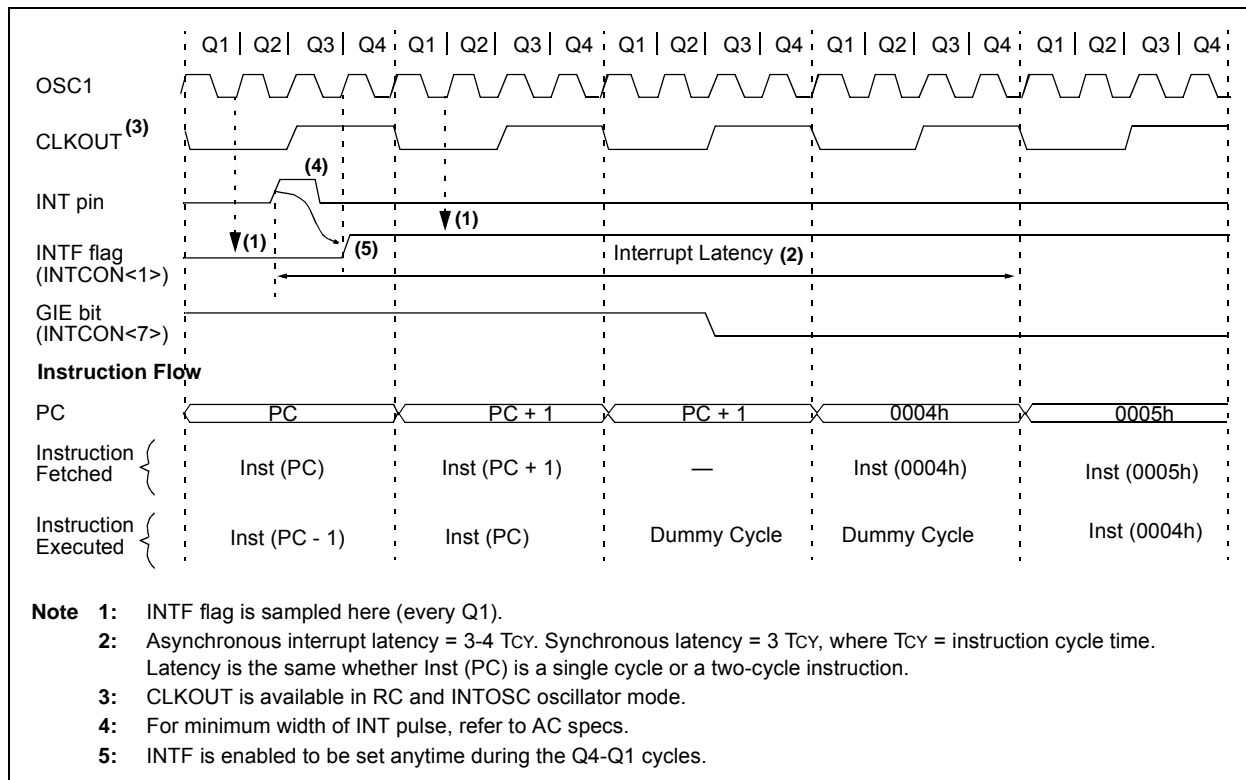 Q1 | Q2 | Q3 | Q4 Q1 | Q2 | Q3 | Q4 Q1 | Q2 | Q3 | Q4 Q1 | Q2 | Q3 | Q4 Q1 | Q2 | Q3 | Q4
OSC1
CLKOUT (3)
(4)
INT pin
(1)
(1)
INTF flag
(INTCON<1>)
(5)
Interrupt Latency (2)
GIE bit
(INTCON<7>)
Instruction Flow
PC PC PC + 1 PC + 1 0004h 0005h
Instruction
Fetched
Inst (PC) Inst (PC + 1) — Inst (0004h) Inst (0005h)
Instruction
Executed
Inst (PC - 1) Inst (PC) Dummy Cycle Dummy Cycle Inst (0004h)
Note 1: INTF flag is sampled here (every Q1).
2: Asynchronous interrupt latency = 3-4 TCY. Synchronous latency = 3 TCY, where TCY = instruction cycle time.
Latency is the same whether Inst (PC) is a single cycle or a two-cycle instruction.
3: CLKOUT is available in RC and INTOSC oscillator mode.
4: For minimum width of INT pulse, refer to AC specs.
5: INTF is enabled to be set anytime during the Q4-Q1 cycles.